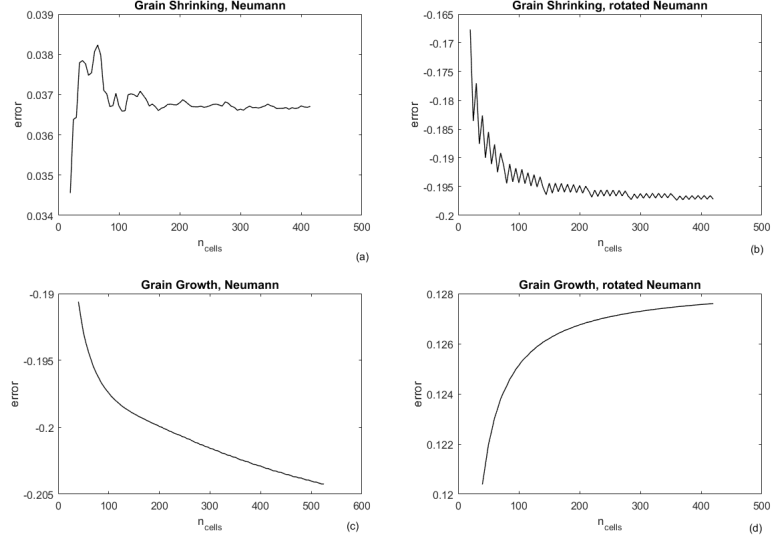 Grain Shrinking, Neumann
0.039
0.038
0.037
0.036
0.035
0.034
error
0 100 200 300 400 500
n_cells
(a)
Grain Shrinking, rotated Neumann
-0.165
-0.17
-0.175
-0.18
-0.185
-0.19
-0.195
-0.2
error
0 100 200 300 400 500
n_cells
(b)
Grain Growth, Neumann
-0.19
-0.195
-0.2
-0.205
error
0 100 200 300 400 500 600
n_cells
(c)
Grain Growth, rotated Neumann
0.128
0.126
0.124
0.122
0.12
error
0 100 200 300 400 500
n_cells
(d)